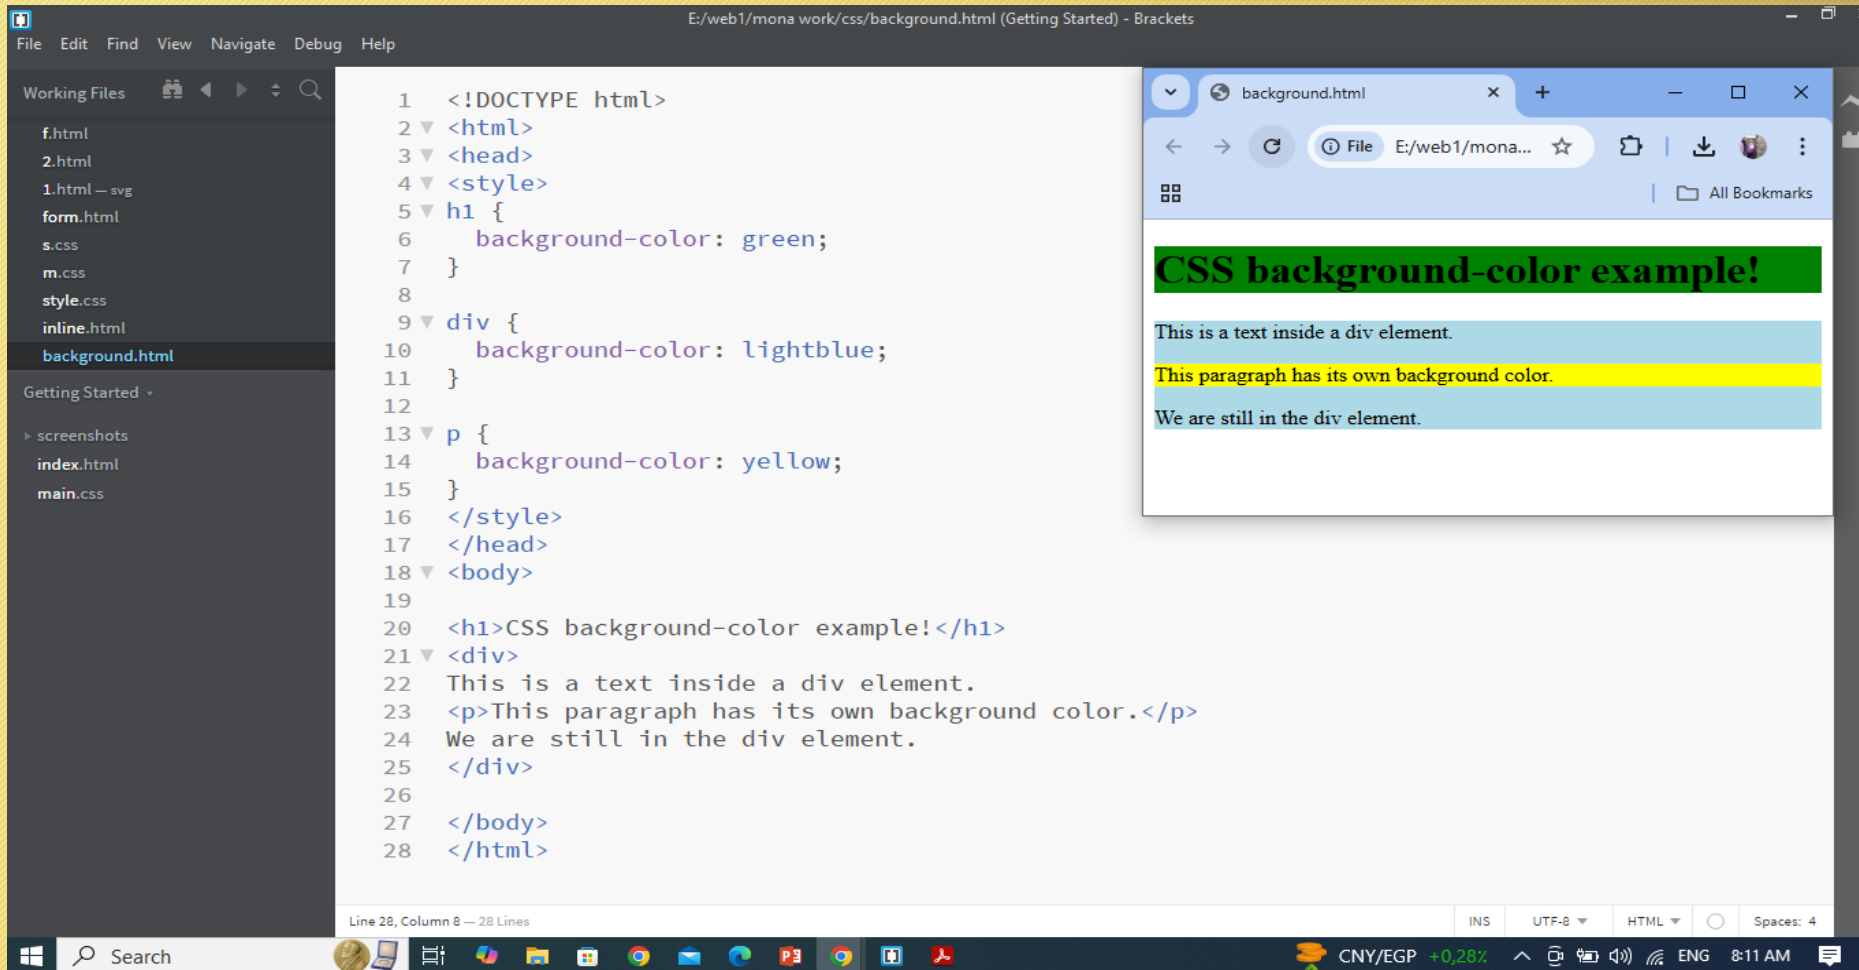 E:/web1/mona work/css/background.html (Getting Started) - Brackets
File Edit Find View Navigate Debug Help
Working Files
f.html
2.html
1.html — svg
form.html
s.css
m.css
style.css
inline.html
background.html
Getting Started
screenshots
index.html
main.css
1 <!DOCTYPE html>
2 <html>
3 <head>
4 <style>
5 h1 {
6 background-color: green;
7 }
8
9 div {
10 background-color: lightblue;
11 }
12
13 p {
14 background-color: yellow;
15 }
16 </style>
17 </head>
18 <body>
19
20 <h1>CSS background-color example!</h1>
21 <div>
22 This is a text inside a div element.
23 <p>This paragraph has its own background color.</p>
24 We are still in the div element.
25 </div>
26
27 </body>
28 </html>
background.html
File E:/web1/mona...
All Bookmarks
CSS background-color example!
This is a text inside a div element.
This paragraph has its own background color.
We are still in the div element.
Line 28, Column 8 — 28 Lines
INS UTF-8 HTML Spaces: 4
Search
CNY/EGP +0,28% ENG 8:11 AM